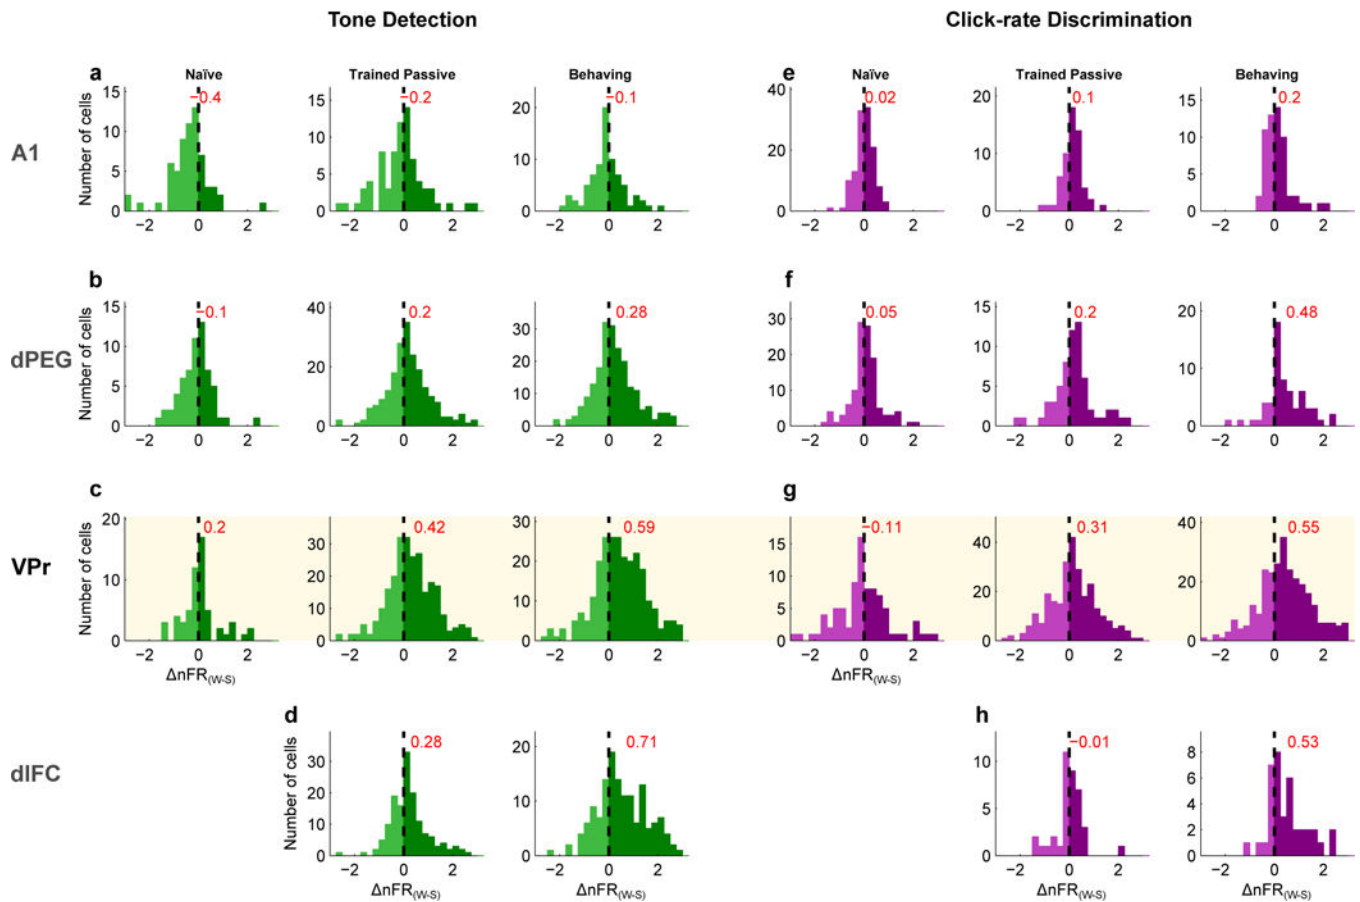 Tone Detection
Click-rate Discrimination
a
Naïve
Trained Passive
Behaving
e
Naïve
Trained Passive
Behaving
A1
Number of cells
15
10
5
0
−0.4
−2 0 2
15
10
5
0
−0.2
−2 0 2
20
10
0
−0.1
−2 0 2
40
20
0
0.02
−2 0 2
20
10
0
0.1
−2 0 2
20
10
0
0.2
−2 0 2
dPEG
b
f
Number of cells
15
10
5
0
−0.1
−2 0 2
40
20
0
0.2
−2 0 2
30
20
10
0
0.28
−2 0 2
30
20
10
0
0.05
−2 0 2
15
10
5
0
0.2
−2 0 2
20
10
0
0.48
−2 0 2
VPr
c
g
Number of cells
20
10
0
0.2
−2 0 2
ΔnFR(W-S)
30
20
10
0
0.42
−2 0 2
30
20
10
0
0.59
−2 0 2
15
10
5
0
−0.11
−2 0 2
ΔnFR(W-S)
40
20
0
0.31
−2 0 2
40
20
0
0.55
−2 0 2
dlFC
d
h
Number of cells
30
20
10
0
0.28
−2 0 2
ΔnFR(W-S)
20
10
0
0.71
−2 0 2
ΔnFR(W-S)
10
5
0
−0.01
−2 0 2
ΔnFR(W-S)
8
6
4
2
0
0.53
−2 0 2
ΔnFR(W-S)